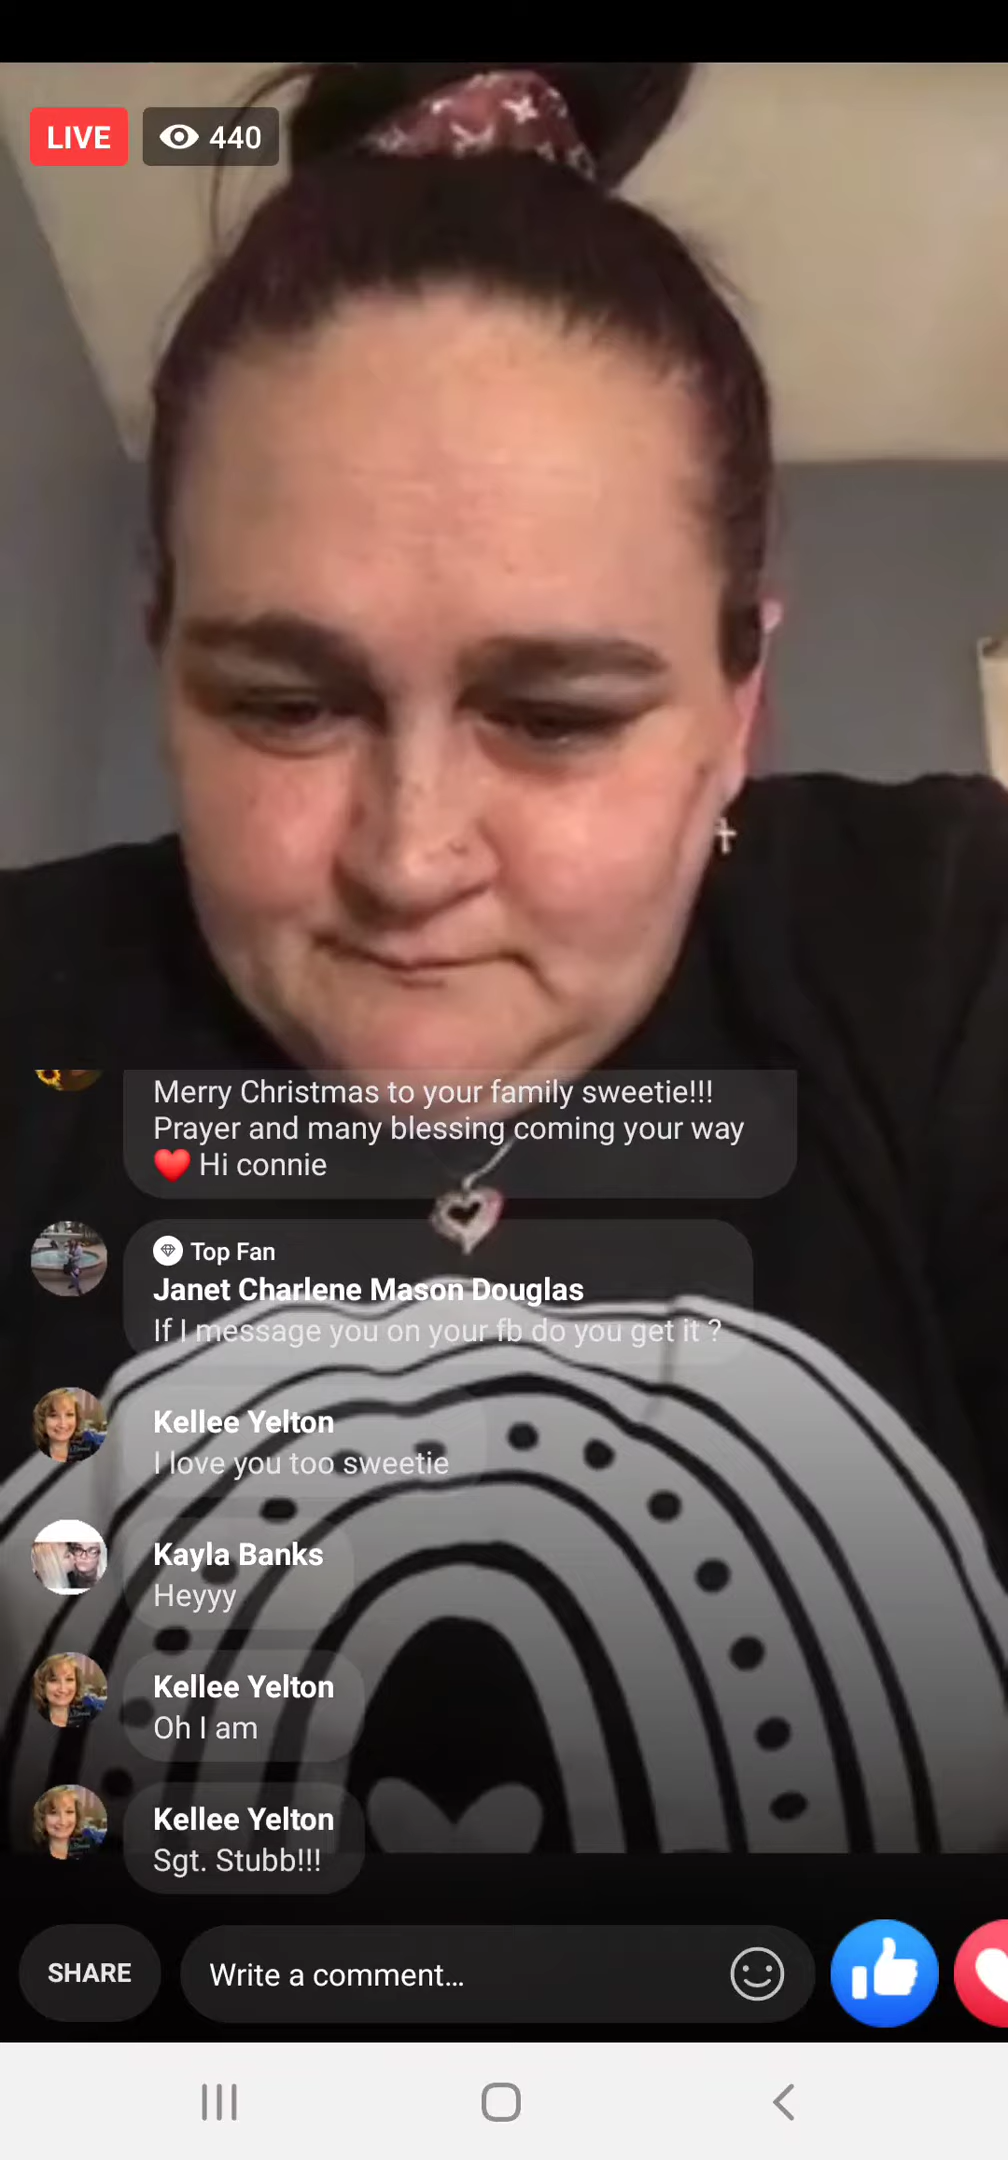 LIVE
440
Merry Christmas to your family sweetie!!!
Prayer and many blessing coming your way
❤️ Hi connie
Top Fan
Janet Charlene Mason Douglas
If I message you on your fb do you get it ?
Kellee Yelton
I love you too sweetie
Kayla Banks
Heyyy
Kellee Yelton
Oh I am
Kellee Yelton
Sgt. Stubb!!!
SHARE
Write a comment...